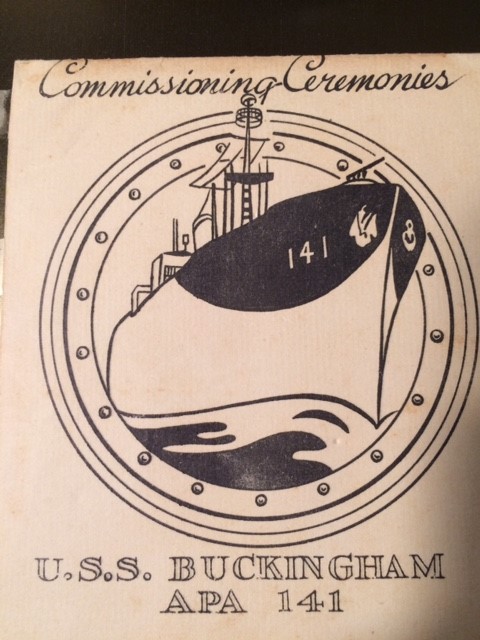 Commissioning Ceremonies
141
U.S.S. BUCKINGHAM
APA 141